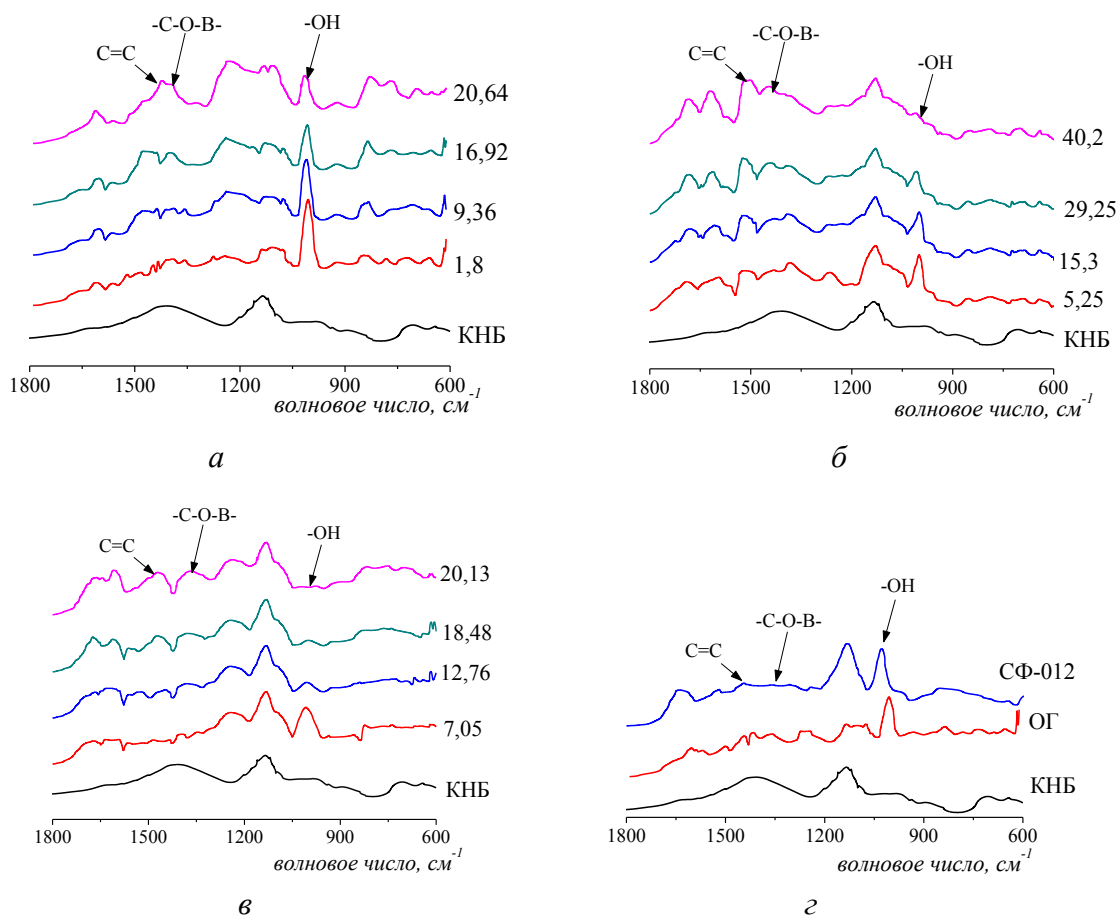 -C-O-B-
C=C
-OH
20,64
16,92
9,36
1,8
КНБ
1800 1500 1200 900 600
волновое число, см⁻¹
а
-C-O-B-
C=C
-OH
40,2
29,25
15,3
5,25
КНБ
1800 1500 1200 900 600
волновое число, см⁻¹
б
-C-O-B-
C=C
-OH
20,13
18,48
12,76
7,05
КНБ
1800 1500 1200 900 600
волновое число, см⁻¹
в
-OH
-C-O-B-
C=C
СФ-012
ОГ
КНБ
1800 1500 1200 900 600
волновое число, см⁻¹
г